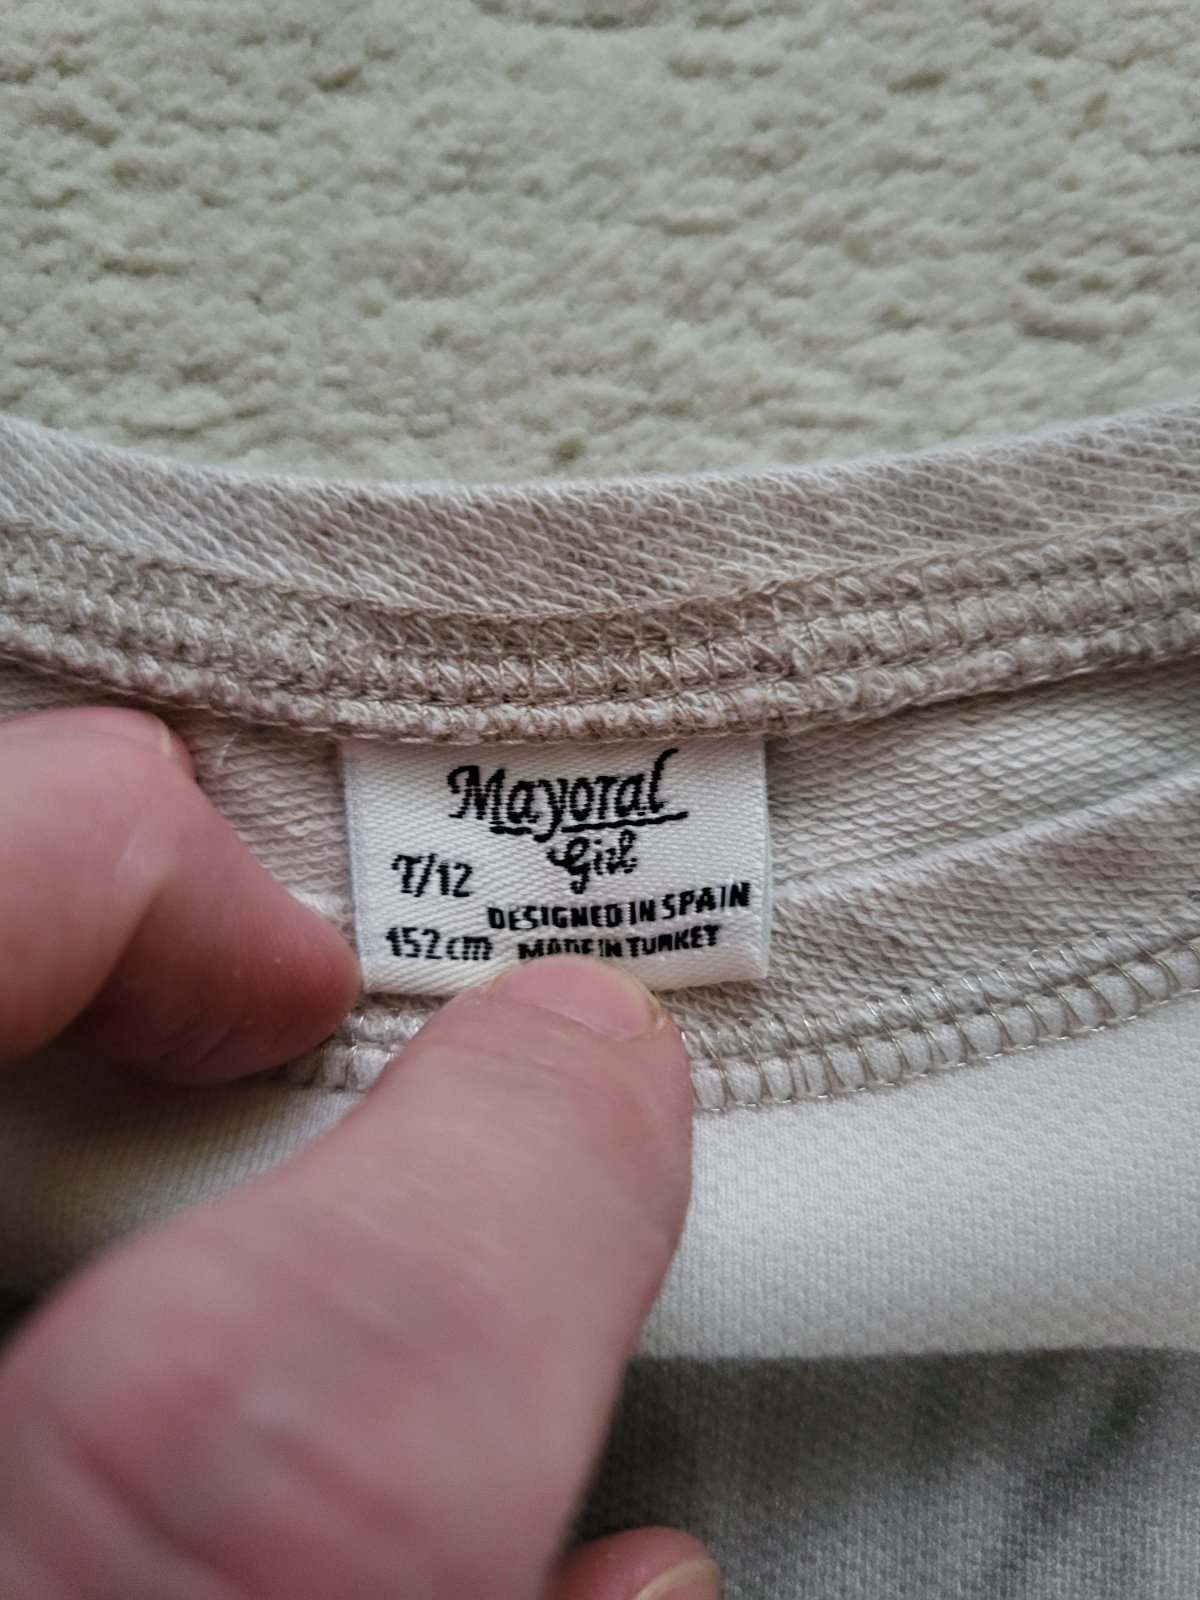 Mayoral
Girl
T/12
DESIGNED IN SPAIN
152cm MADE IN TURKEY